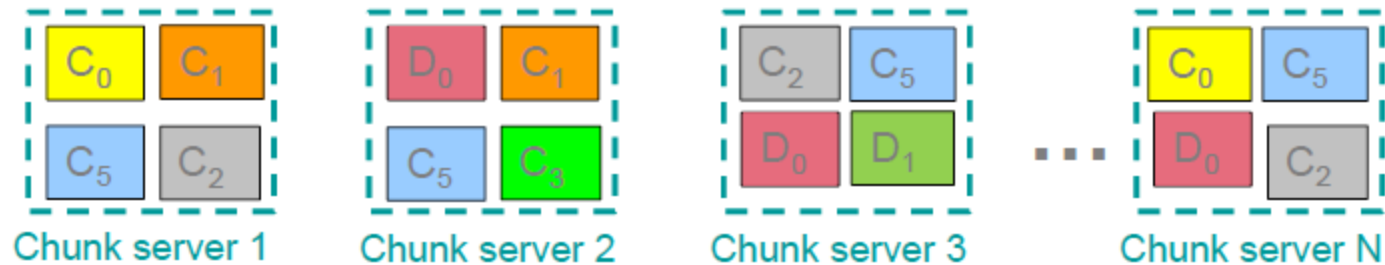 C₀ C₁ D₀ C₁ C₂ C₅ C₀ C₅
C₅ C₂ C₅ C₃ D₀ D₁ ... D₀ C₂
Chunk server 1 Chunk server 2 Chunk server 3 Chunk server N